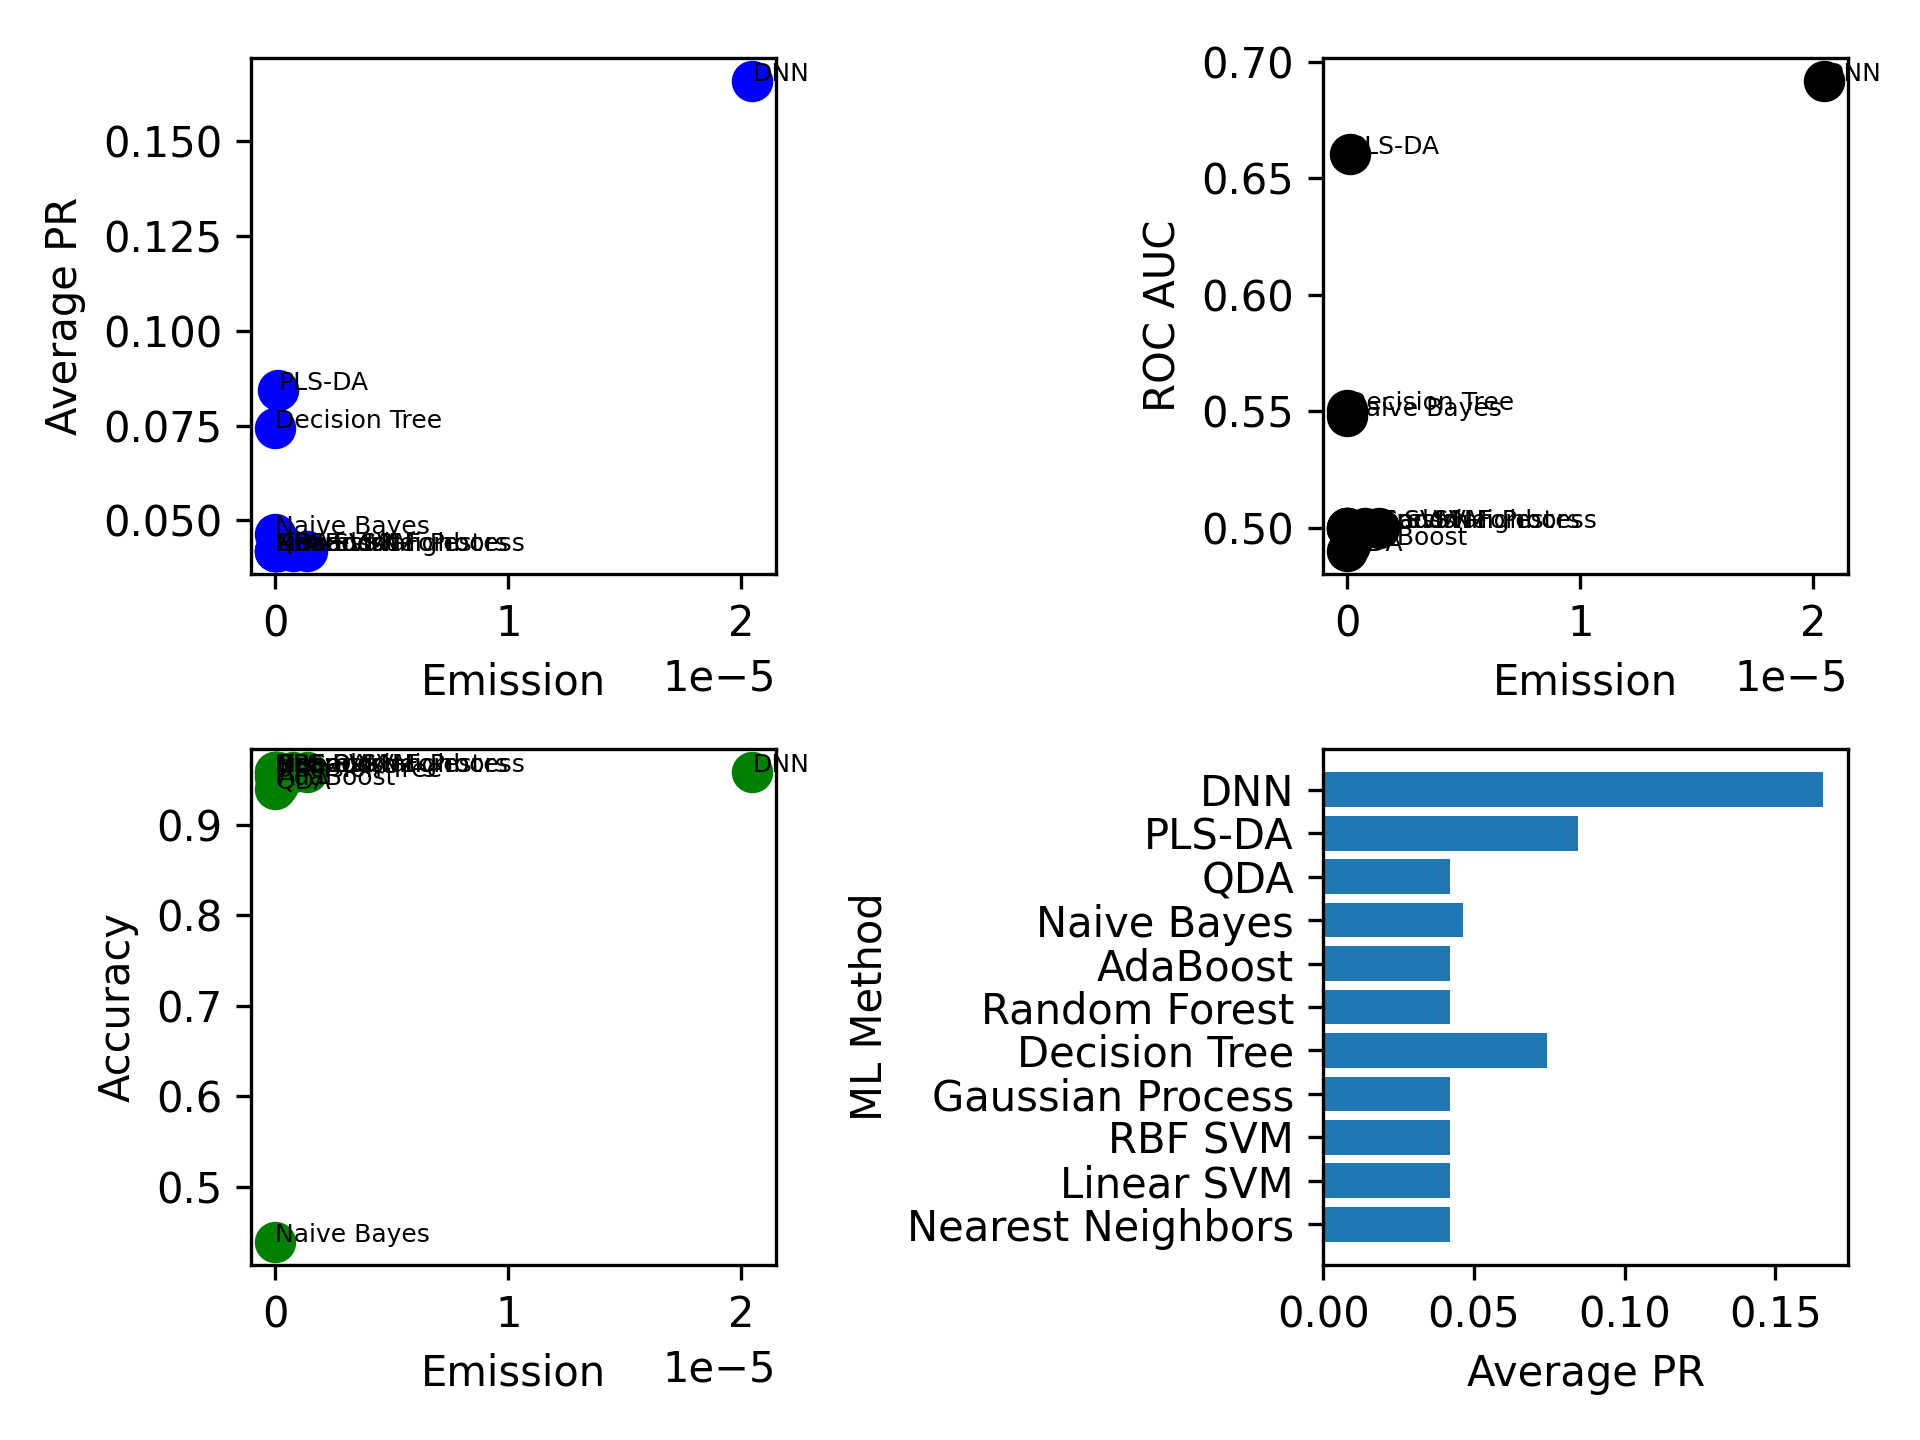 0.150
0.125
0.100
0.075
0.050
Average PR
DNN
PLS-DA
Decision Tree
Naive Bayes
0
1
2
Emission
1e−5
0.70
0.65
0.60
0.55
0.50
ROC AUC
0
1
2
Emission
1e−5
0.9
0.8
0.7
0.6
0.5
Accuracy
DNN
QDA
Naive Bayes
0
1
2
Emission
1e−5
ML Method
DNN
PLS-DA
QDA
Naive Bayes
AdaBoost
Random Forest
Decision Tree
Gaussian Process
RBF SVM
Linear SVM
Nearest Neighbors
0.00
0.05
0.10
0.15
Average PR